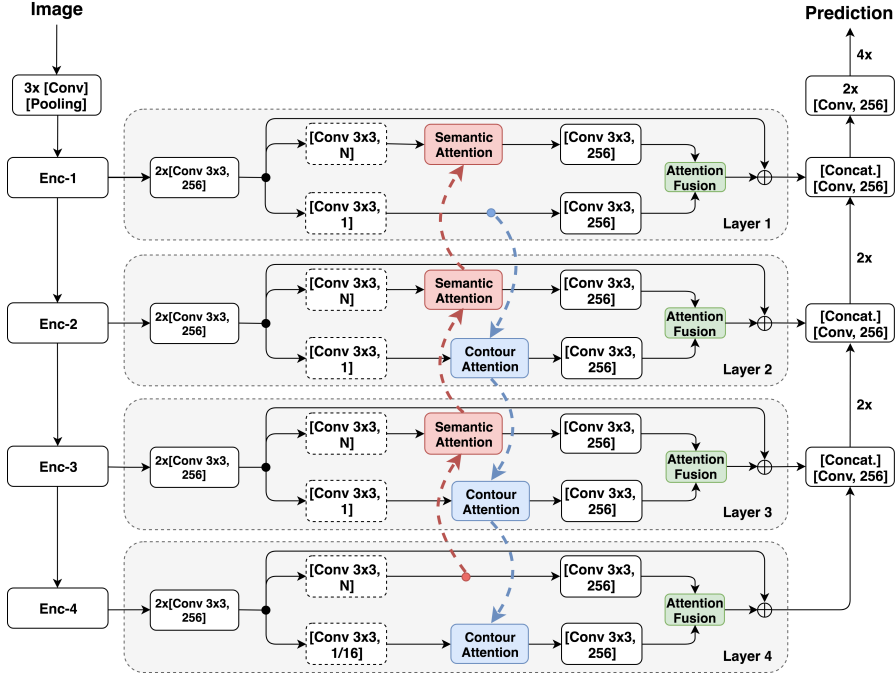 Image
Prediction
4x
3x [Conv]
[Pooling]
2x
[Conv, 256]
Enc-1
2x[Conv 3x3,
256]
[Conv 3x3,
N]
Semantic
Attention
[Conv 3x3,
256]
[Conv 3x3,
1]
[Conv 3x3,
256]
Attention
Fusion
Layer 1
[Concat.]
[Conv, 256]
2x
Enc-2
2x[Conv 3x3,
256]
[Conv 3x3,
N]
Semantic
Attention
[Conv 3x3,
256]
[Conv 3x3,
1]
Contour
Attention
[Conv 3x3,
256]
Attention
Fusion
Layer 2
[Concat.]
[Conv, 256]
2x
Enc-3
2x[Conv 3x3,
256]
[Conv 3x3,
N]
Semantic
Attention
[Conv 3x3,
256]
[Conv 3x3,
1]
Contour
Attention
[Conv 3x3,
256]
Attention
Fusion
Layer 3
[Concat.]
[Conv, 256]
Enc-4
2x[Conv 3x3,
256]
[Conv 3x3,
N]
[Conv 3x3,
256]
[Conv 3x3,
1/16]
Contour
Attention
[Conv 3x3,
256]
Attention
Fusion
Layer 4